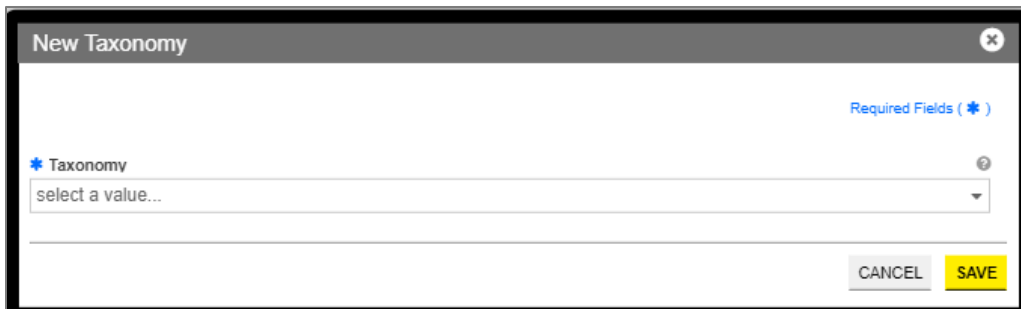 New Taxonomy
Required Fields ( * )
* Taxonomy
select a value...
CANCEL SAVE